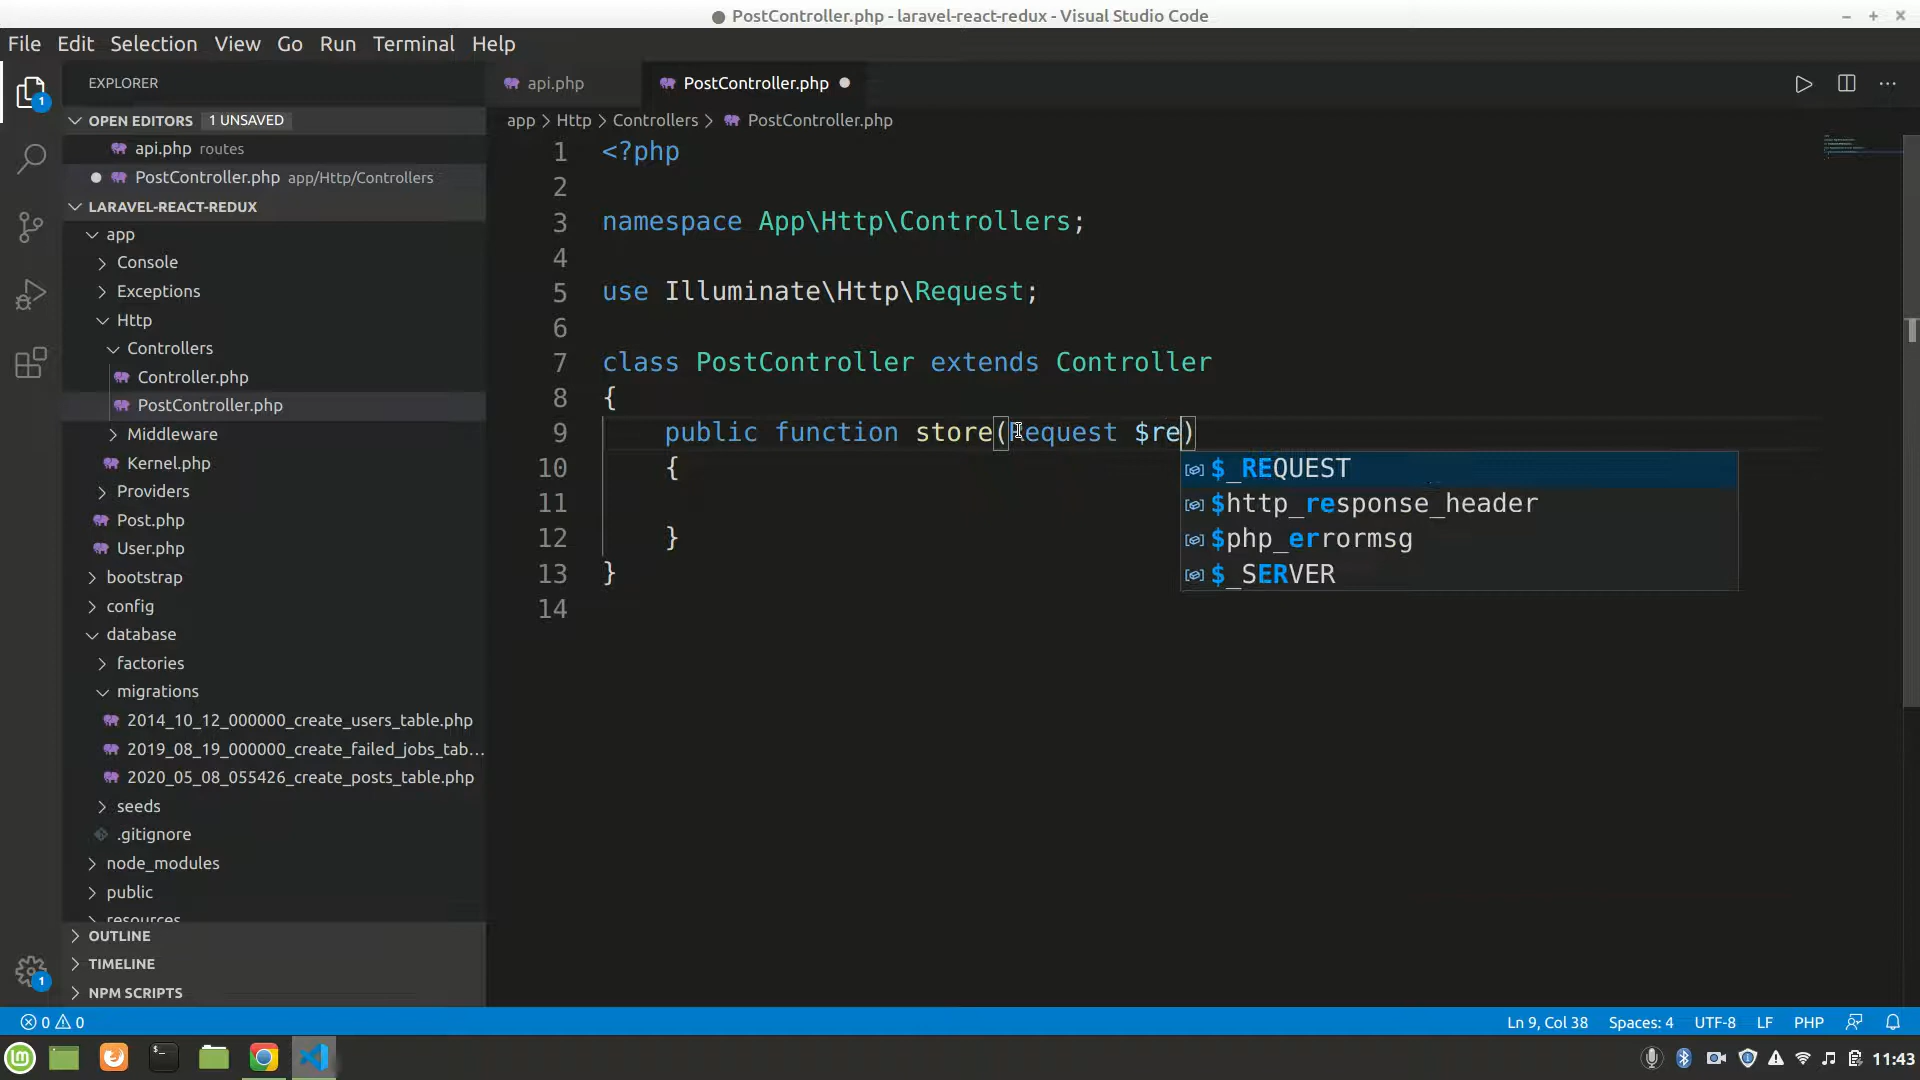 PostController.php - laravel-react-redux - Visual Studio Code
File Edit Selection View Go Run Terminal Help
EXPLORER
OPEN EDITORS 1 UNSAVED
api.php routes
PostController.php app/Http/Controllers
LARAVEL-REACT-REDUX
app
Console
Exceptions
Http
Controllers
Controller.php
PostController.php
Middleware
Kernel.php
Providers
Post.php
User.php
bootstrap
config
database
factories
migrations
2014_10_12_000000_create_users_table.php
2019_08_19_000000_create_failed_jobs_tab...
2020_05_08_055426_create_posts_table.php
seeds
.gitignore
node_modules
public
resources
OUTLINE
TIMELINE
NPM SCRIPTS
1
1
api.php PostController.php
app > Http > Controllers > PostController.php
1 <?php
2
3 namespace App\Http\Controllers;
4
5 use Illuminate\Http\Request;
6
7 class PostController extends Controller
8 {
9 public function store(Request $re)
10 {
11
12 }
13 }
14
$_REQUEST
$http_response_header
$php_errormsg
$_SERVER
0 0 Ln 9, Col 38 Spaces: 4 UTF-8 LF PHP
11:43